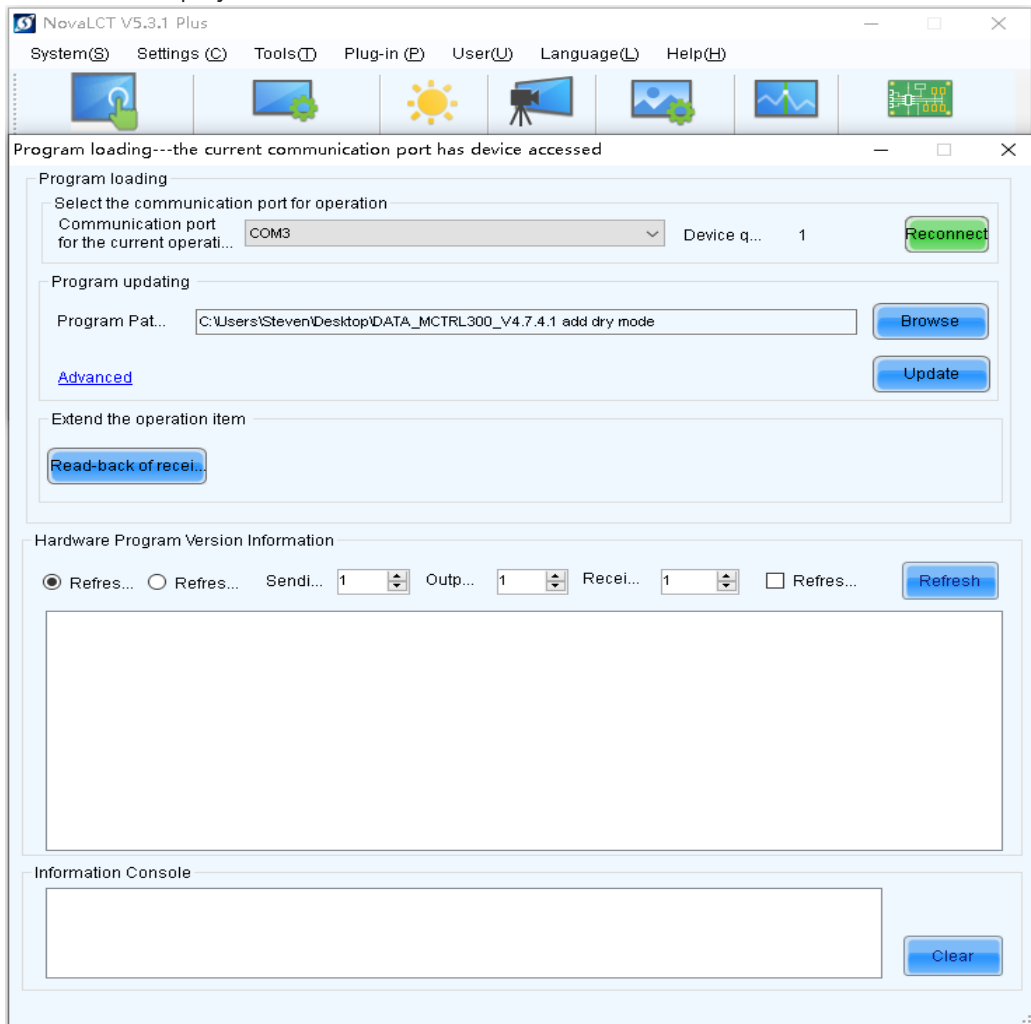 NovaLCT V5.3.1 Plus
System(S) Settings (C) Tools(T) Plug-in (P) User(U) Language(L) Help(H)
Program loading---the current communication port has device accessed
Program loading
Select the communication port for operation
Communication port
for the current operati... COM3 Device q... 1 Reconnect
Program updating
Program Pat... C:\Users\Steven\Desktop\DATA_MCTRL300_V4.7.4.1 add dry mode Browse
Advanced Update
Extend the operation item
Read-back of recei...
Hardware Program Version Information
Refres... Refres... Sendi... 1 Outp... 1 Recei... 1 Refres... Refresh
Information Console
Clear